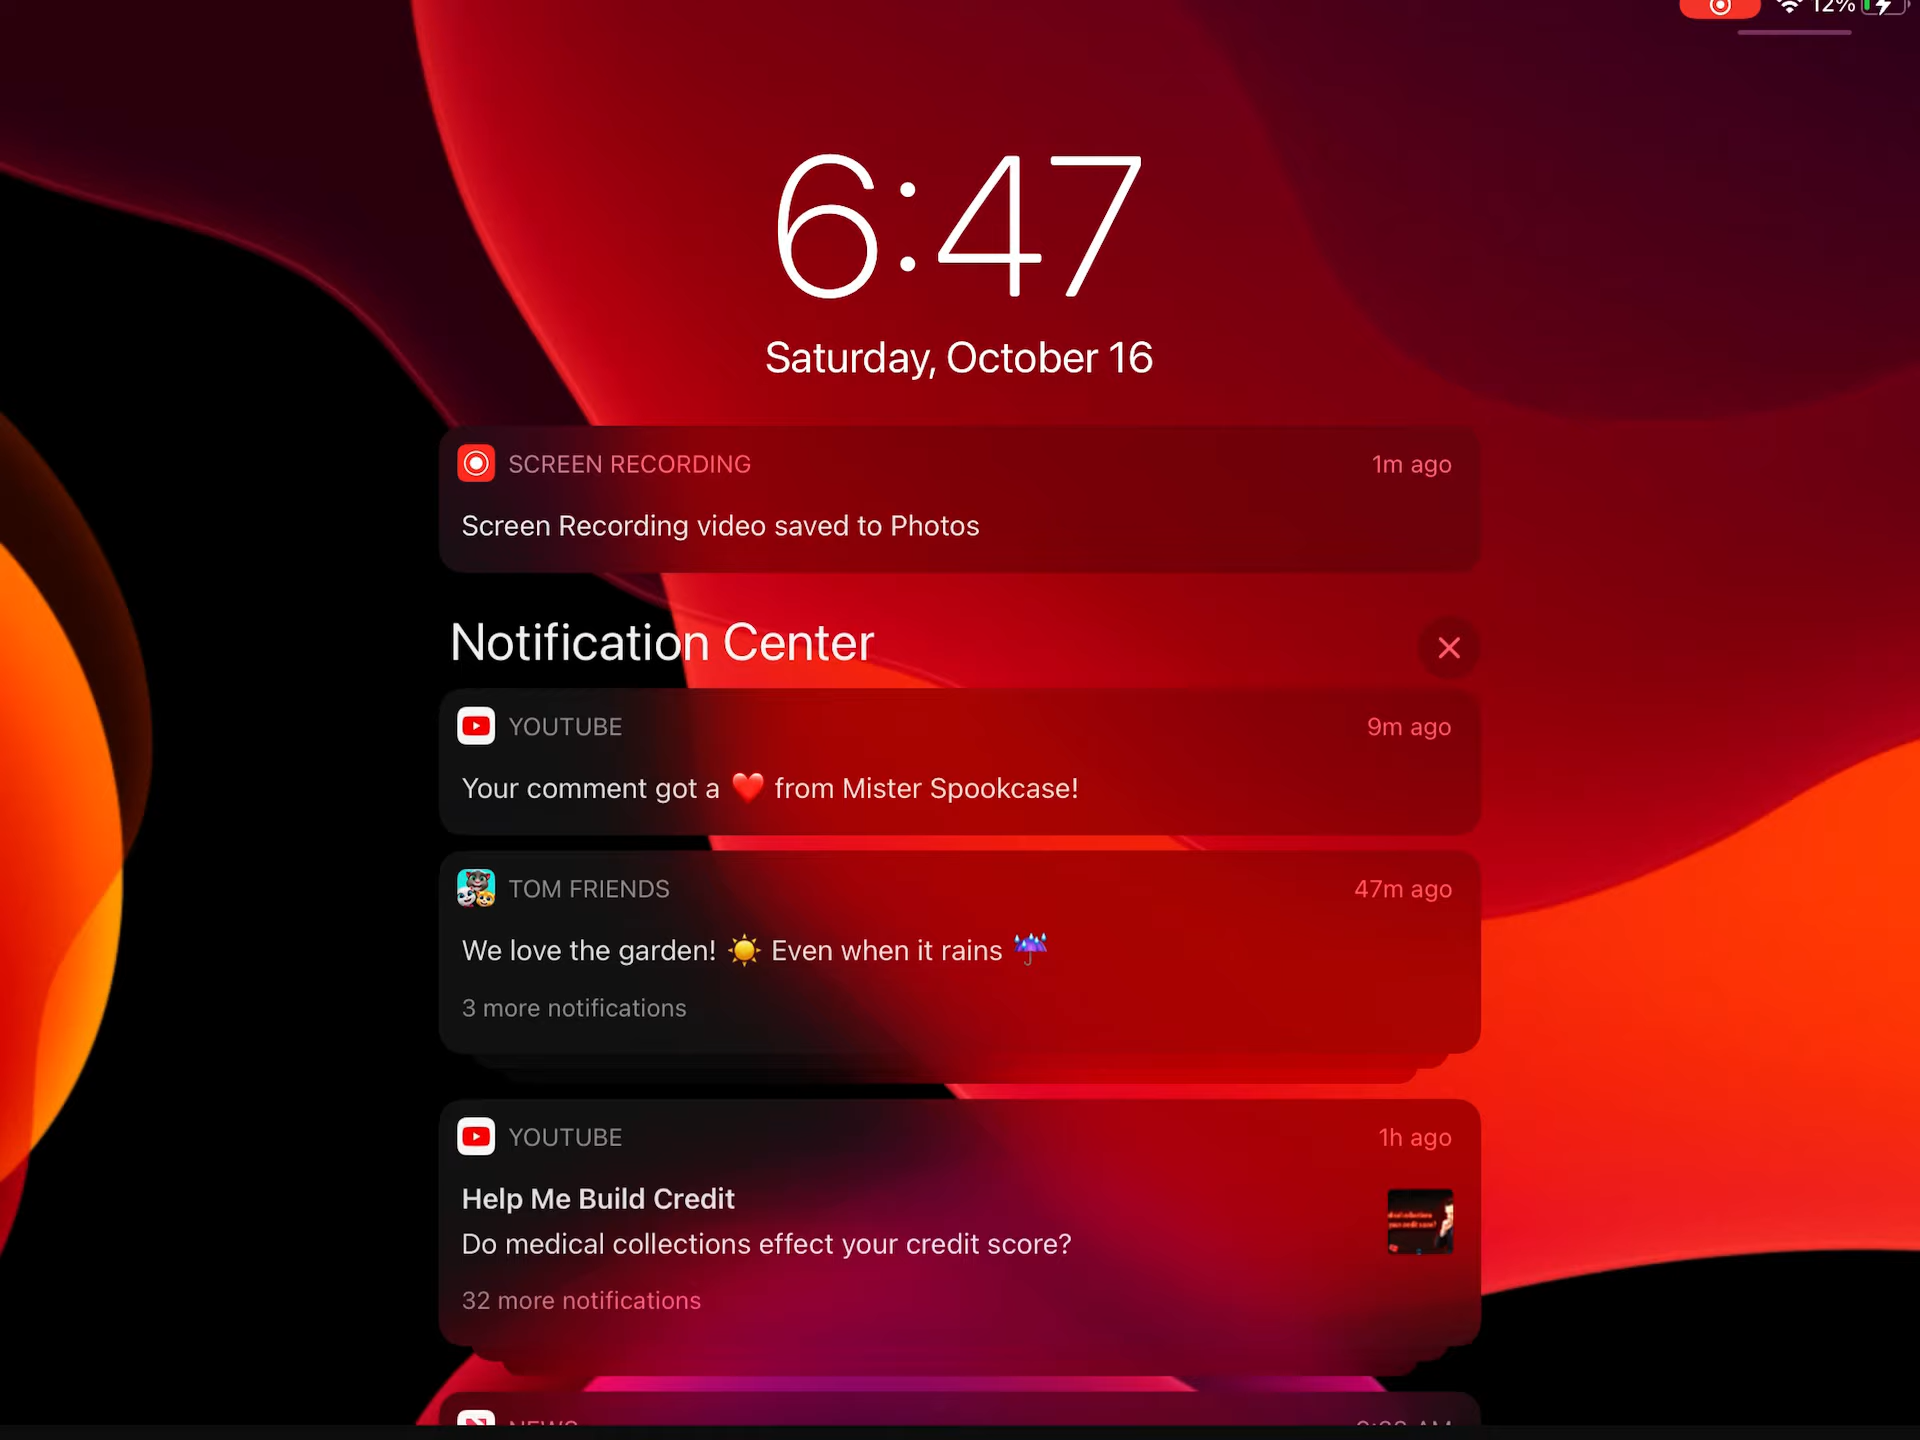 12%
6:47
Saturday, October 16
SCREEN RECORDING 1m ago
Screen Recording video saved to Photos
Notification Center
YOUTUBE 9m ago
Your comment got a ❤️ from Mister Spookcase!
TOM FRIENDS 47m ago
We love the garden! ☀️ Even when it rains ☔
3 more notifications
YOUTUBE 1h ago
Help Me Build Credit
Do medical collections effect your credit score?
32 more notifications
NEWS